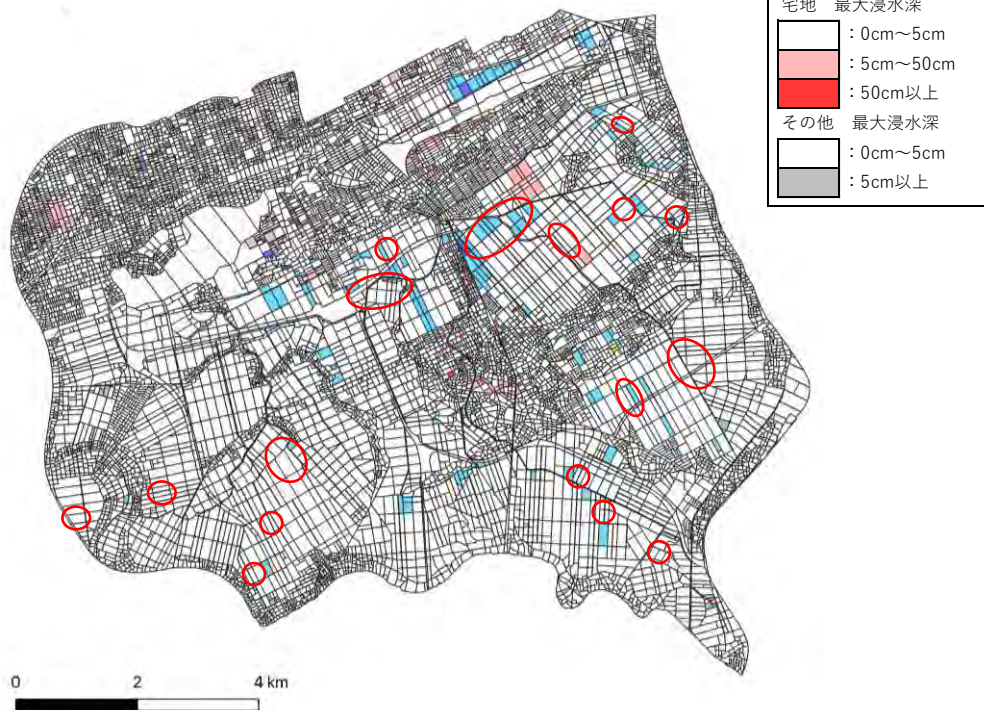 宅地 最大浸水深
：0cm～5cm
：5cm～50cm
：50cm以上
その他 最大浸水深
：0cm～5cm
：5cm以上
0 2 4 km